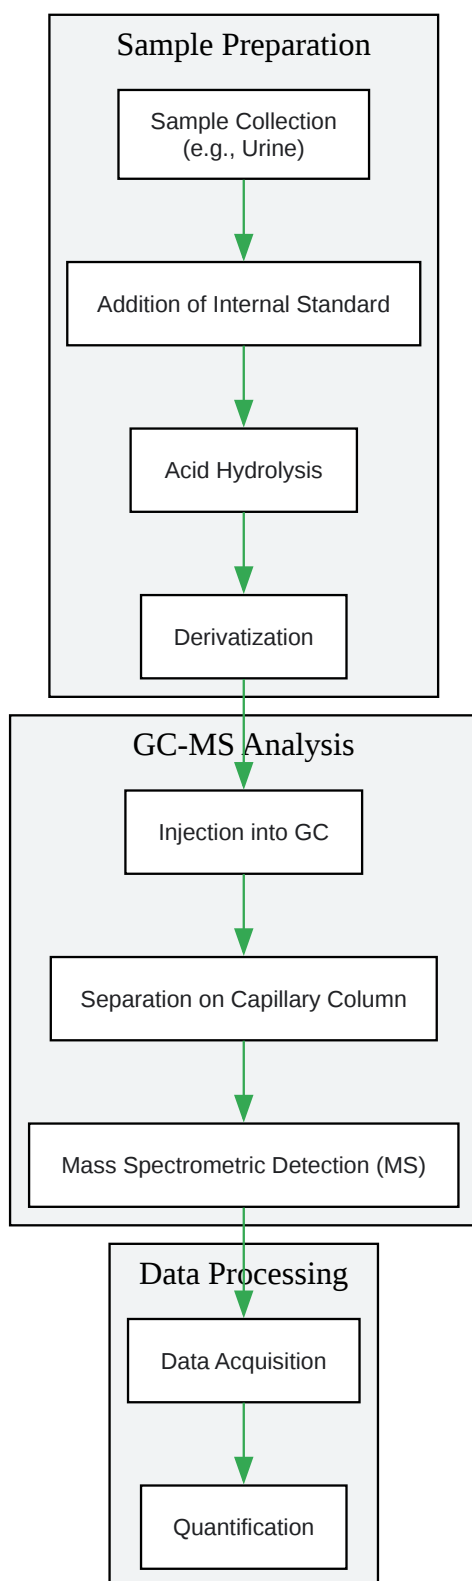 Sample Preparation
Sample Collection
(e.g., Urine)
Addition of Internal Standard
Acid Hydrolysis
Derivatization
GC-MS Analysis
Injection into GC
Separation on Capillary Column
Mass Spectrometric Detection (MS)
Data Processing
Data Acquisition
Quantification